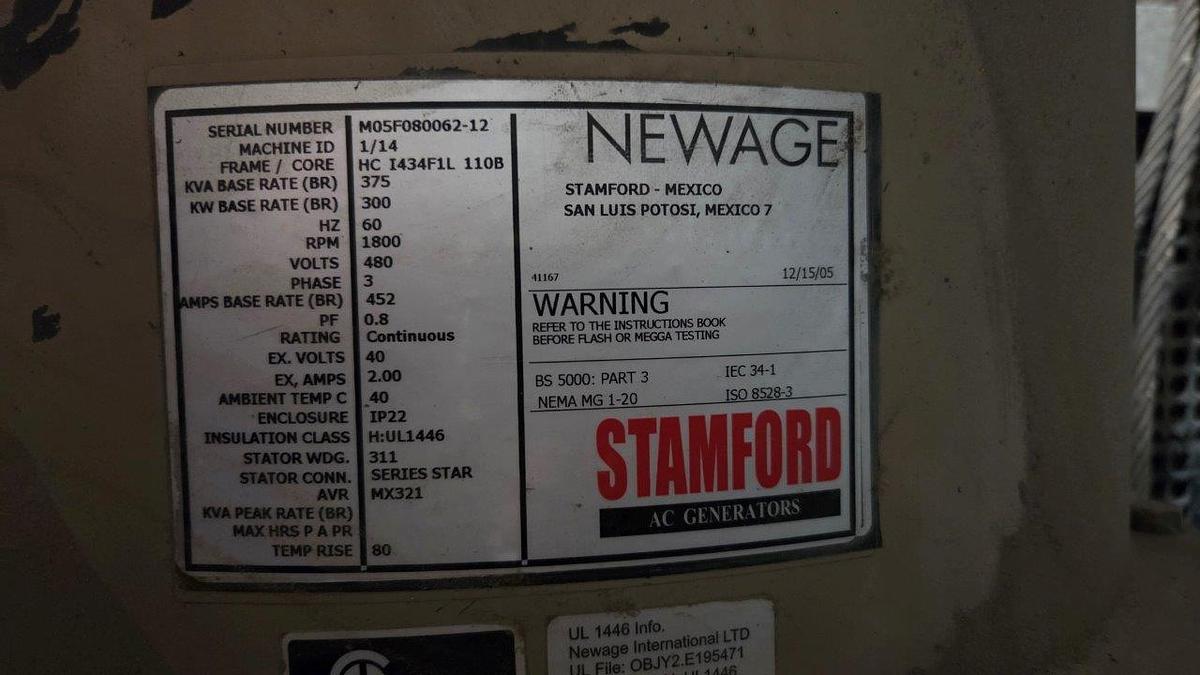 SERIAL NUMBER M05F080062-12
MACHINE ID 1/14
FRAME / CORE HC I434F1L 110B
KVA BASE RATE (BR) 375
KW BASE RATE (BR) 300
HZ 60
RPM 1800
VOLTS 480
PHASE 3
AMPS BASE RATE (BR) 452
PF 0.8
RATING Continuous
EX. VOLTS 40
EX, AMPS 2.00
AMBIENT TEMP C 40
ENCLOSURE IP22
INSULATION CLASS H:UL1446
STATOR WDG. 311
STATOR CONN. SERIES STAR
AVR MX321
KVA PEAK RATE (BR)
MAX HRS P A PR
TEMP RISE 80
NEWAGE
STAMFORD - MEXICO
SAN LUIS POTOSI, MEXICO 7
41167 12/15/05
WARNING
REFER TO THE INSTRUCTIONS BOOK
BEFORE FLASH OR MEGGA TESTING
BS 5000: PART 3 IEC 34-1
NEMA MG 1-20 ISO 8528-3
STAMFORD
AC GENERATORS
UL 1446 Info.
Newage International LTD
UL File: OBJY2.E195471